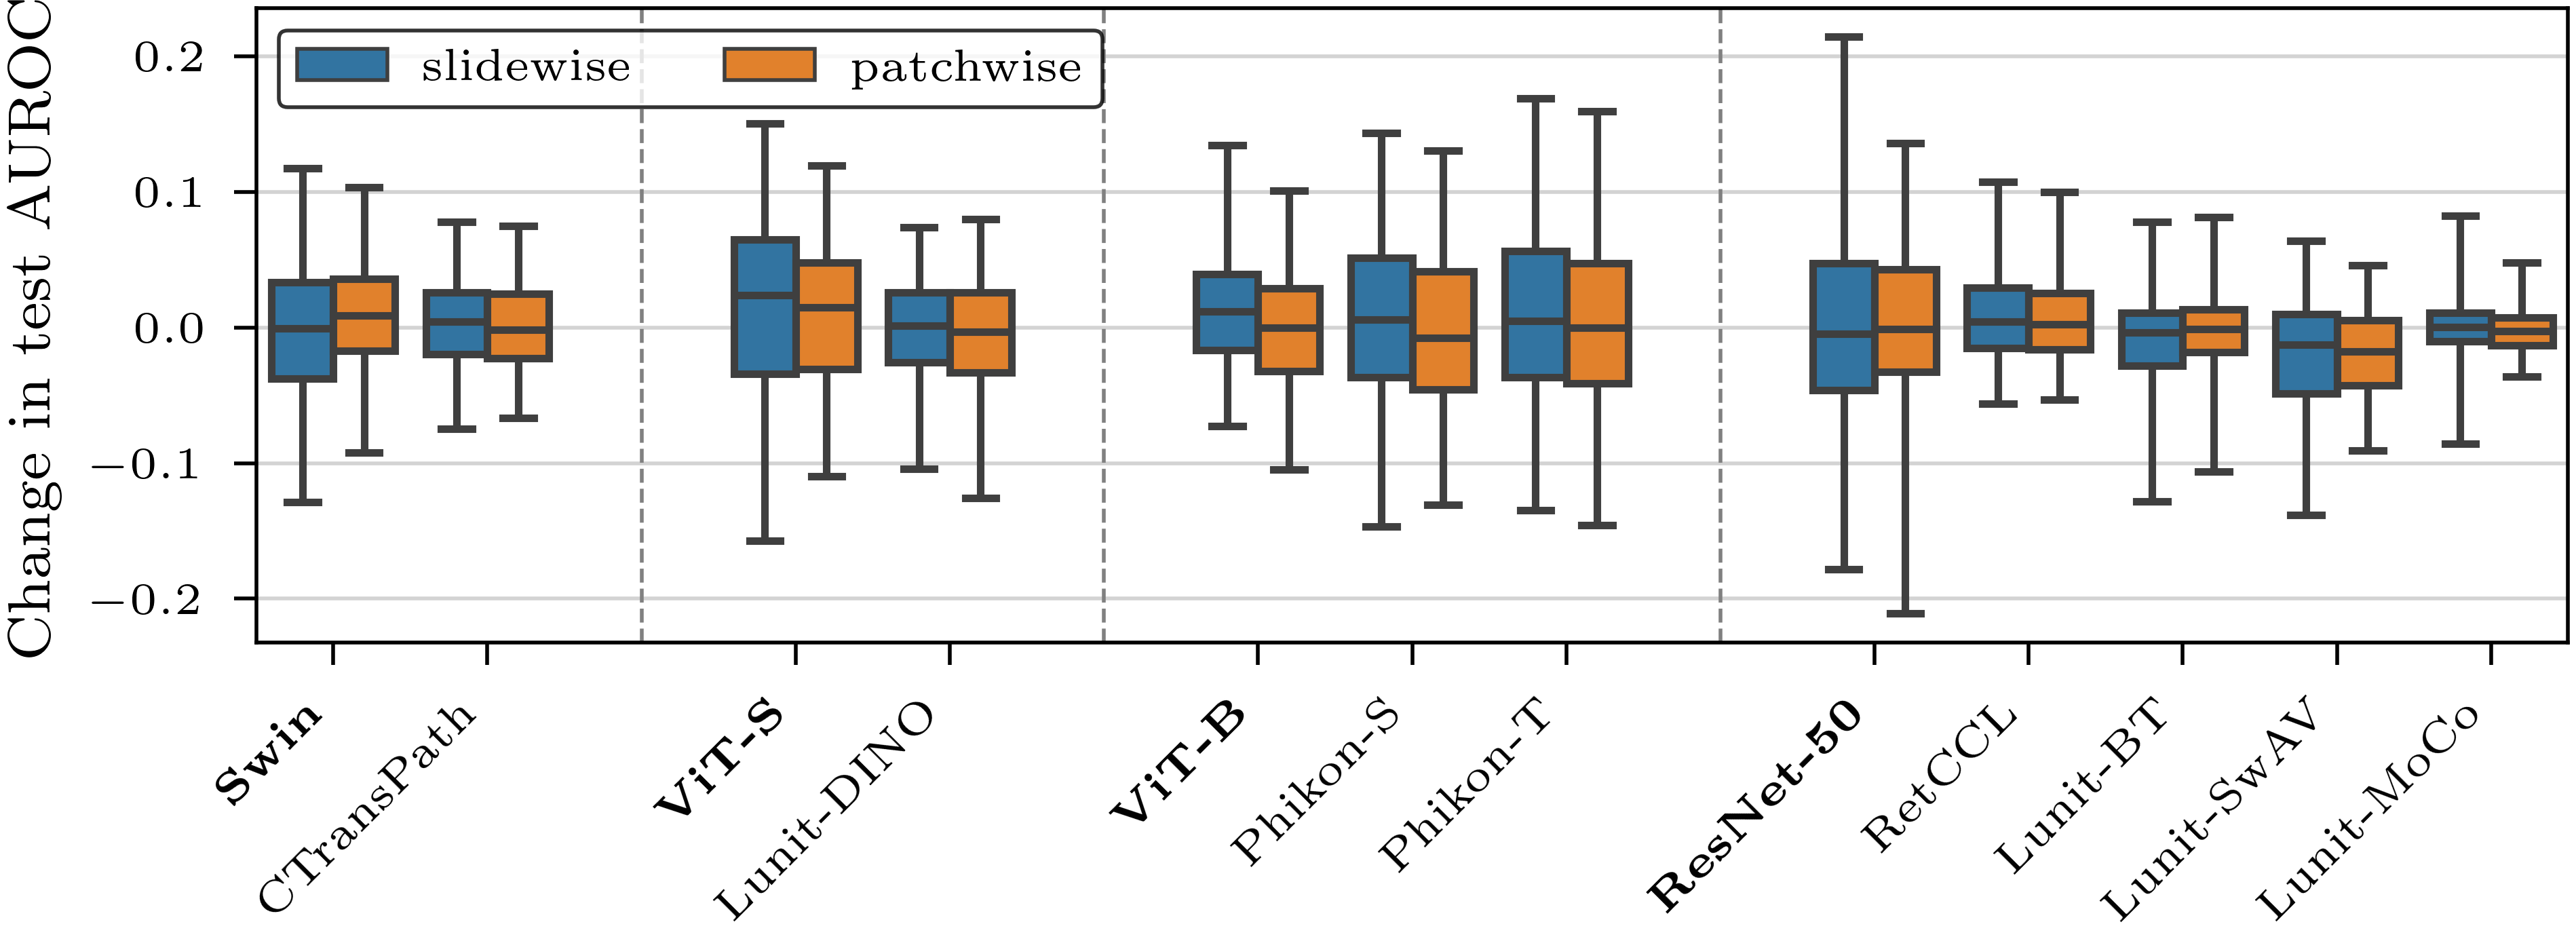 Change in test AUROC
0.2
0.1
0.0
−0.1
−0.2
slidewise
patchwise
Swin
CTransPath
ViT-S
Lunit-DINO
ViT-B
Phikon-S
Phikon-T
ResNet-50
RetCCL
Lunit-BT
Lunit-SwAV
Lunit-MoCo